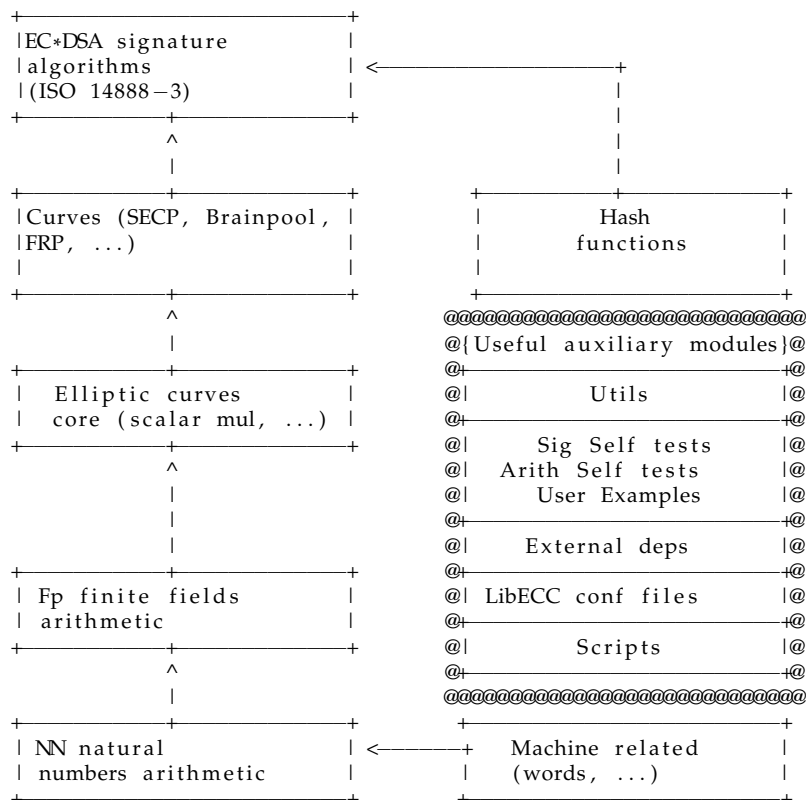 EC*DSA signature
algorithms
(ISO 14888-3)
Curves (SECP, Brainpool,
FRP, ...)
Hash
functions
@{Useful auxiliary modules}@
Elliptic curves
core (scalar mul, ...)
Utils
Sig Self tests
Arith Self tests
User Examples
External deps
Fp finite fields
arithmetic
LibECC conf files
Scripts
NN natural
numbers arithmetic
Machine related
(words, ...)